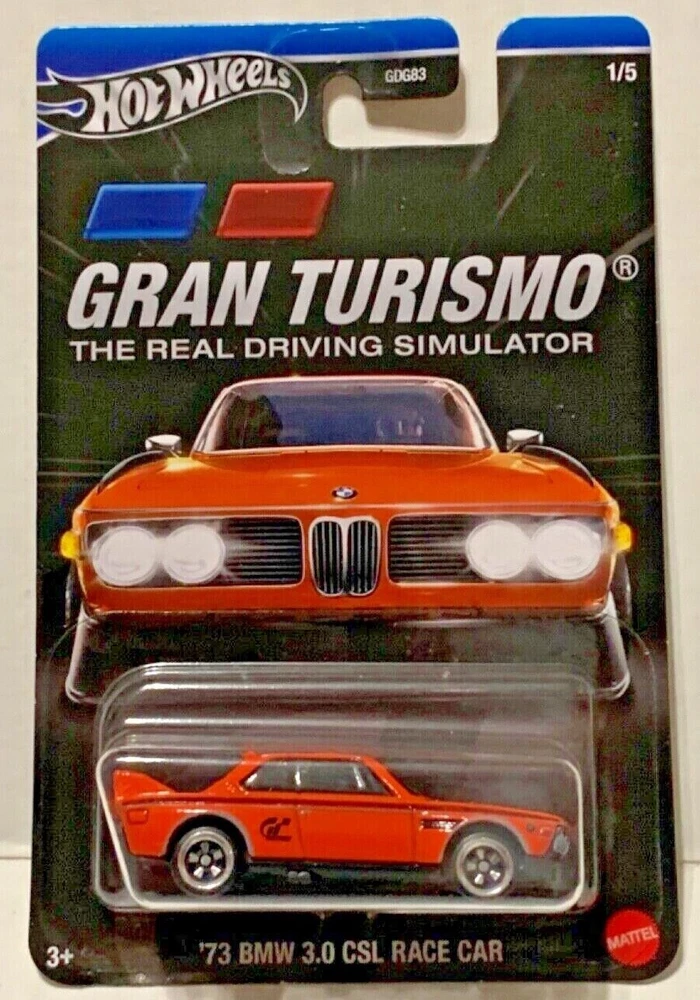 HOT WHEELS
GDG83
1/5
GRAN TURISMO®
THE REAL DRIVING SIMULATOR
GT
3+
'73 BMW 3.0 CSL RACE CAR
MATTEL